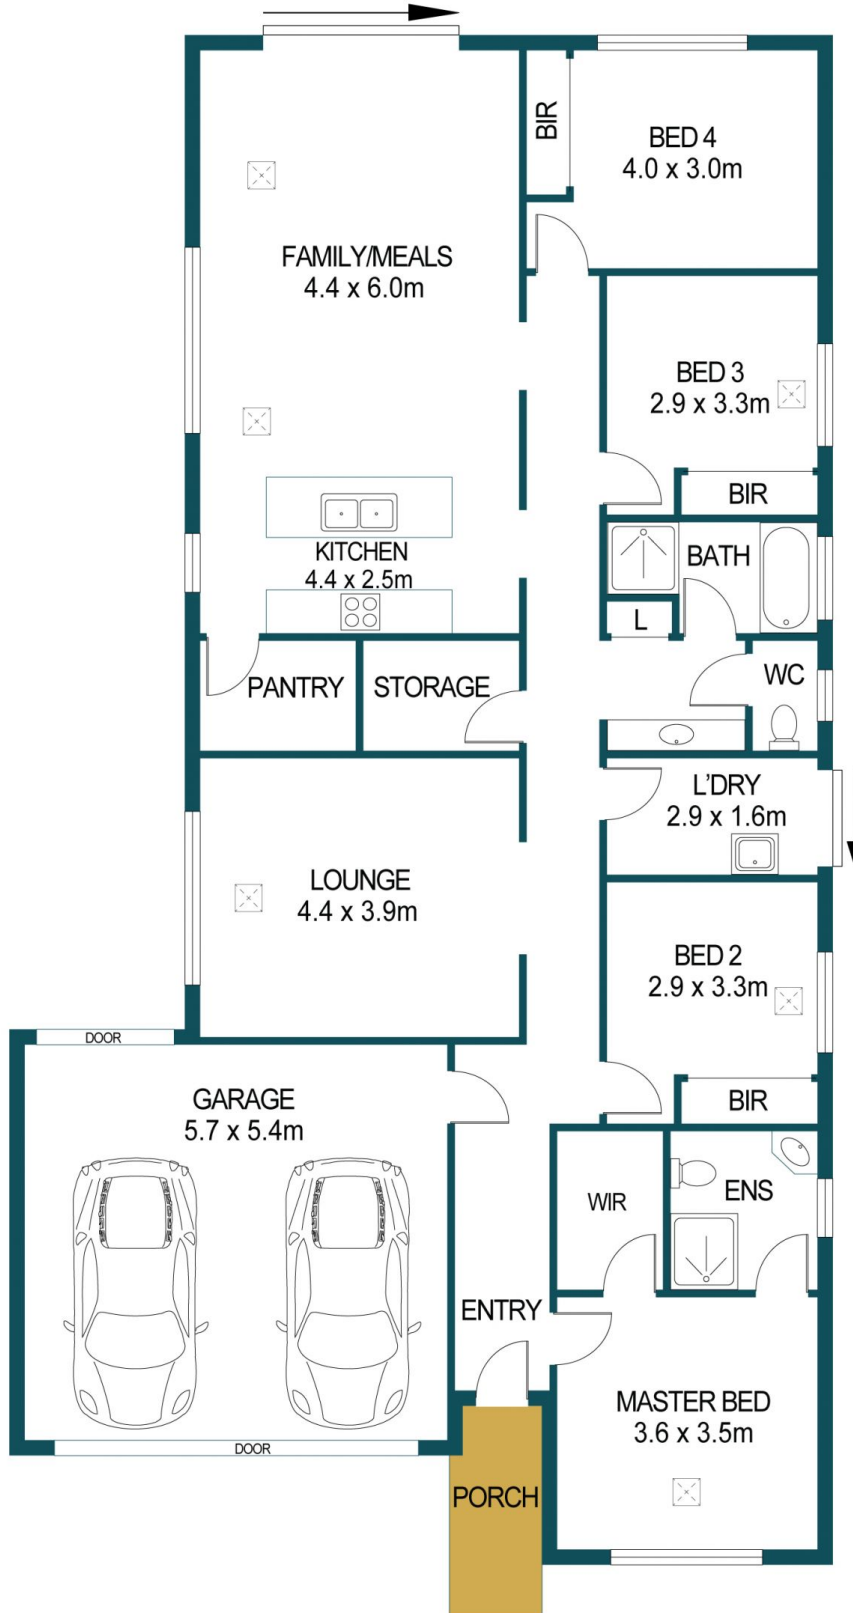 BIR
BED 4
4.0 x 3.0m
FAMILY/MEALS
4.4 x 6.0m
BED 3
2.9 x 3.3m
BIR
KITCHEN
4.4 x 2.5m
BATH
L
PANTRY
STORAGE
WC
L'DRY
2.9 x 1.6m
LOUNGE
4.4 x 3.9m
BED 2
2.9 x 3.3m
BIR
DOOR
GARAGE
5.7 x 5.4m
WIR
ENS
ENTRY
MASTER BED
3.6 x 3.5m
DOOR
PORCH